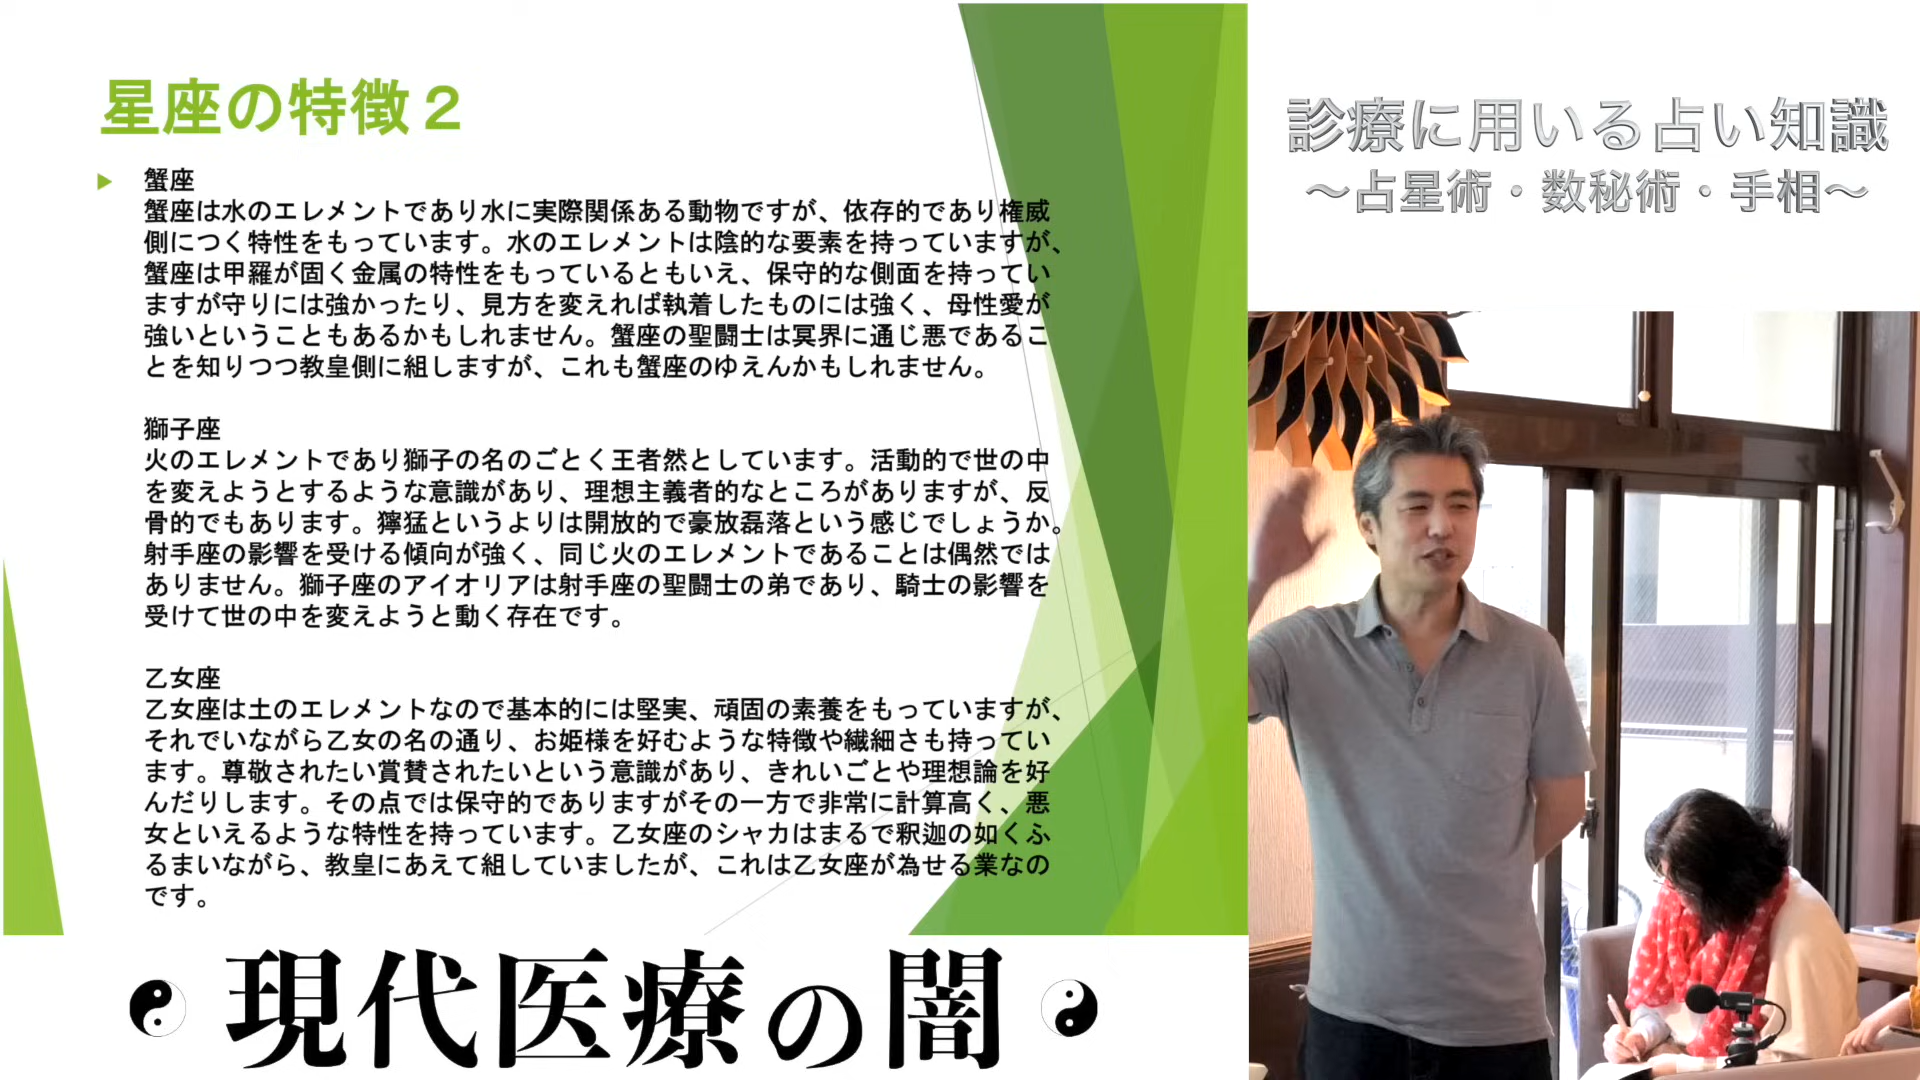 星座の特徴２
蟹座
蟹座は水のエレメントであり水に実際関係ある動物ですが、依存的であり権威
側につく特性をもっています。水のエレメントは陰的な要素を持っていますが、
蟹座は甲羅が固く金属の特性をもっているともいえ、保守的な側面を持ってい
ますが守りには強かったり、見方を変えれば執着したものには強く、母性愛が
強いということもあるかもしれません。蟹座の聖闘士は冥界に通じ悪であるこ
とを知りつつ教皇側に組しますが、これも蟹座のゆえんかもしれません。
獅子座
火のエレメントであり獅子の名のごとく王者然としています。活動的で世の中
を変えようとするような意識があり、理想主義者的なところがありますが、反
骨的でもあります。獰猛というよりは開放的で豪放磊落という感じでしょうか。
射手座の影響を受ける傾向が強く、同じ火のエレメントであることは偶然では
ありません。獅子座のアイオリアは射手座の聖闘士の弟であり、騎士の影響を
受けて世の中を変えようと動く存在です。
乙女座
乙女座は土のエレメントなので基本的には堅実、頑固の素養をもっていますが、
それでいながら乙女の名の通り、お姫様を好むような特徴や繊細さも持ってい
ます。尊敬されたい賞賛されたいという意識があり、きれいごとや理想論を好
んだりします。その点では保守的でありますがその一方で非常に計算高く、悪
女といえるような特性を持っています。乙女座のシャカはまるで釈迦の如くふ
るまいながら、教皇にあえて組していましたが、これは乙女座が為せる業なの
です。
診療に用いる占い知識
～占星術・数秘術・手相～
現代医療の闇